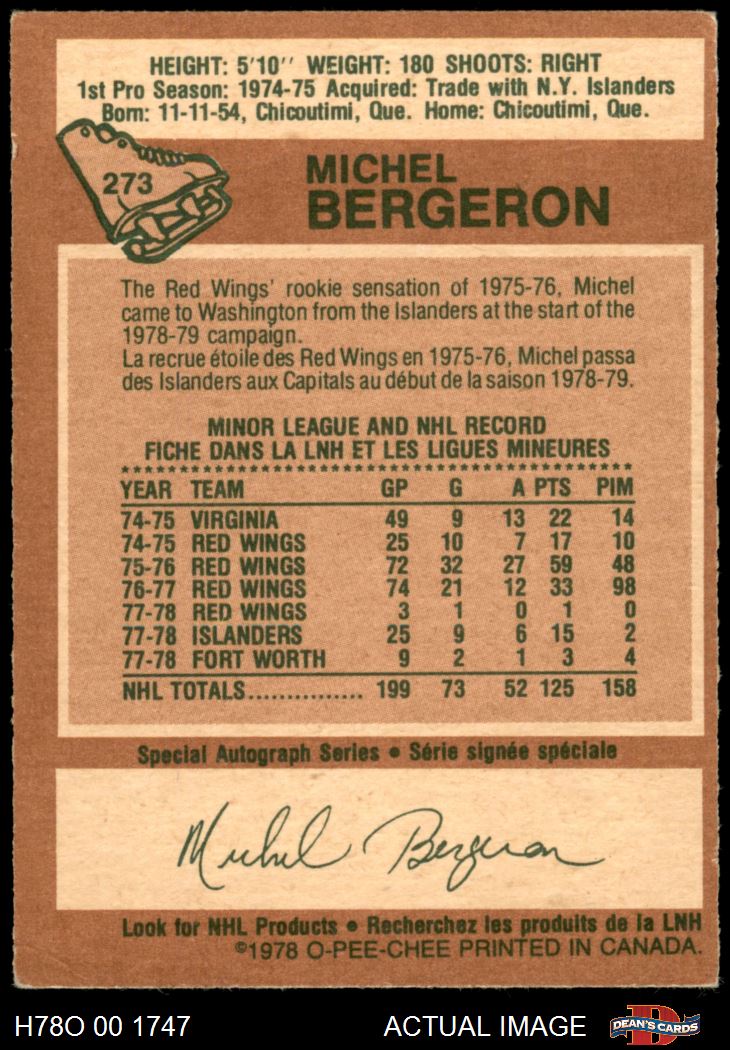 HEIGHT: 5'10'' WEIGHT: 180 SHOOTS: RIGHT
1st Pro Season: 1974-75 Acquired: Trade with N.Y. Islanders
Born: 11-11-54, Chicoutimi, Que. Home: Chicoutimi, Que.
273
MICHEL
BERGERON
The Red Wings' rookie sensation of 1975-76, Michel
came to Washington from the Islanders at the start of the
1978-79 campaign.
La recrue étoile des Red Wings en 1975-76, Michel passa
des Islanders aux Capitals au début de la saison 1978-79.
MINOR LEAGUE AND NHL RECORD
FICHE DANS LA LNH ET LES LIGUES MINEURES
YEAR TEAM GP G A PTS PIM
74-75 VIRGINIA 49 9 13 22 14
74-75 RED WINGS 25 10 7 17 10
75-76 RED WINGS 72 32 27 59 48
76-77 RED WINGS 74 21 12 33 98
77-78 RED WINGS 3 1 0 1 0
77-78 ISLANDERS 25 9 6 15 2
77-78 FORT WORTH 9 2 1 3 4
NHL TOTALS............... 199 73 52 125 158
Special Autograph Series • Série signée spéciale
Michel Bergeron
Look for NHL Products • Recherchez les produits de la LNH
©1978 O-PEE-CHEE PRINTED IN CANADA.
H78O 00 1747 ACTUAL IMAGE D DEAN'S CARDS